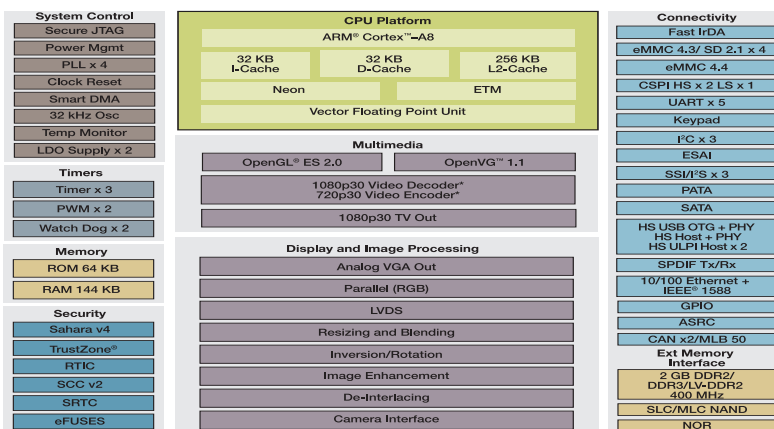 System Control
Secure JTAG
Power Mgmt
PLL x 4
Clock Reset
Smart DMA
32 kHz Osc
Temp Monitor
LDO Supply x 2
Timers
Timer x 3
PWM x 2
Watch Dog x 2
Memory
ROM 64 KB
RAM 144 KB
Security
Sahara v4
TrustZone®
RTIC
SCC v2
SRTC
eFUSES
CPU Platform
ARM® Cortex™–A8
32 KB
I-Cache
32 KB
D-Cache
256 KB
L2-Cache
Neon
ETM
Vector Floating Point Unit
Multimedia
OpenGL® ES 2.0
OpenVG™ 1.1
1080p30 Video Decoder*
720p30 Video Encoder*
1080p30 TV Out
Display and Image Processing
Analog VGA Out
Parallel (RGB)
LVDS
Resizing and Blending
Inversion/Rotation
Image Enhancement
De-Interlacing
Camera Interface
Connectivity
Fast IrDA
eMMC 4.3/ SD 2.1 x 4
eMMC 4.4
CSPI HS x 2 LS x 1
UART x 5
Keypad
I²C x 3
ESAI
SSI/I²S x 3
PATA
SATA
HS USB OTG + PHY
HS Host + PHY
HS ULPI Host x 2
SPDIF Tx/Rx
10/100 Ethernet +
IEEE® 1588
GPIO
ASRC
CAN x2/MLB 50
Ext Memory
Interface
2 GB DDR2/
DDR3/LV-DDR2
400 MHz
SLC/MLC NAND
NOR